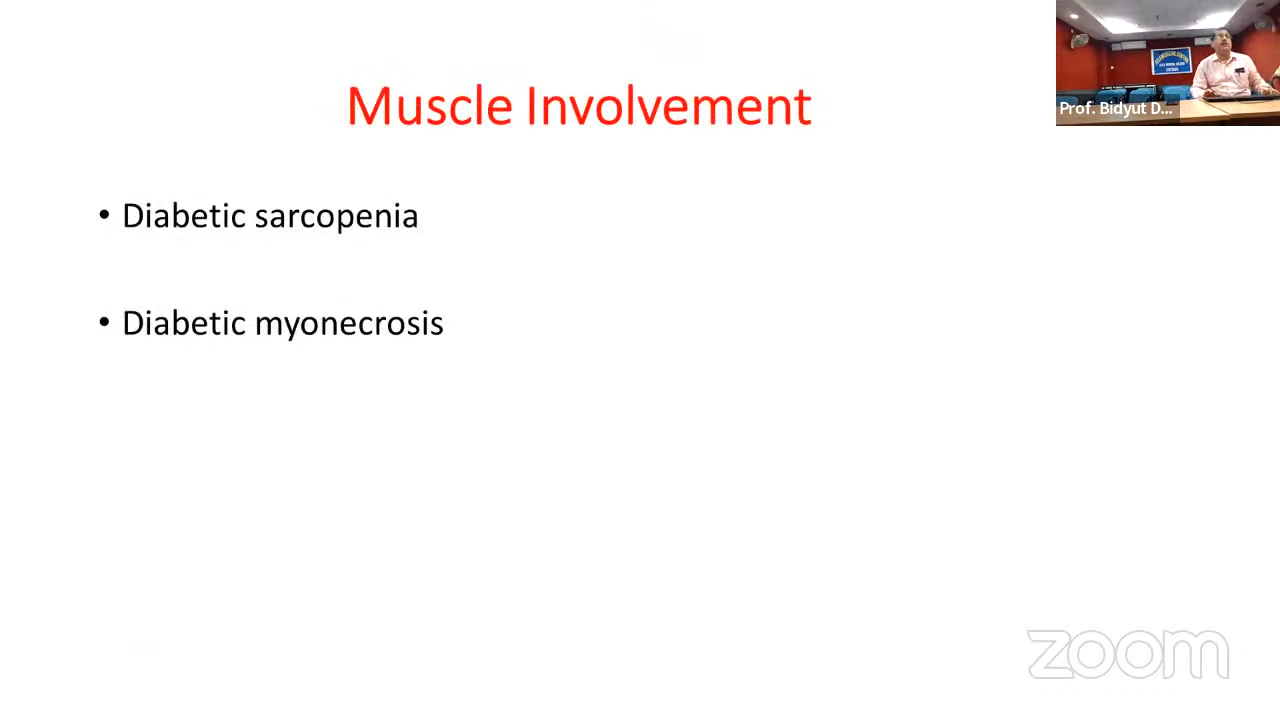 Muscle Involvement
• Diabetic sarcopenia
• Diabetic myonecrosis
Prof. Bidyut D...
zoom